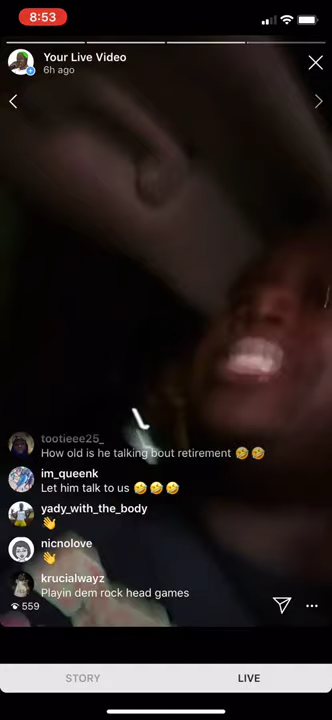 8:53
Your Live Video
6h ago
tootieee25_
How old is he talking bout retirement 🤣🤣
im_queenk
Let him talk to us 🤣🤣🤣
yady_with_the_body
👋
nicnolove
👋
krucialwayz
Playin dem rock head games
559
STORY
LIVE